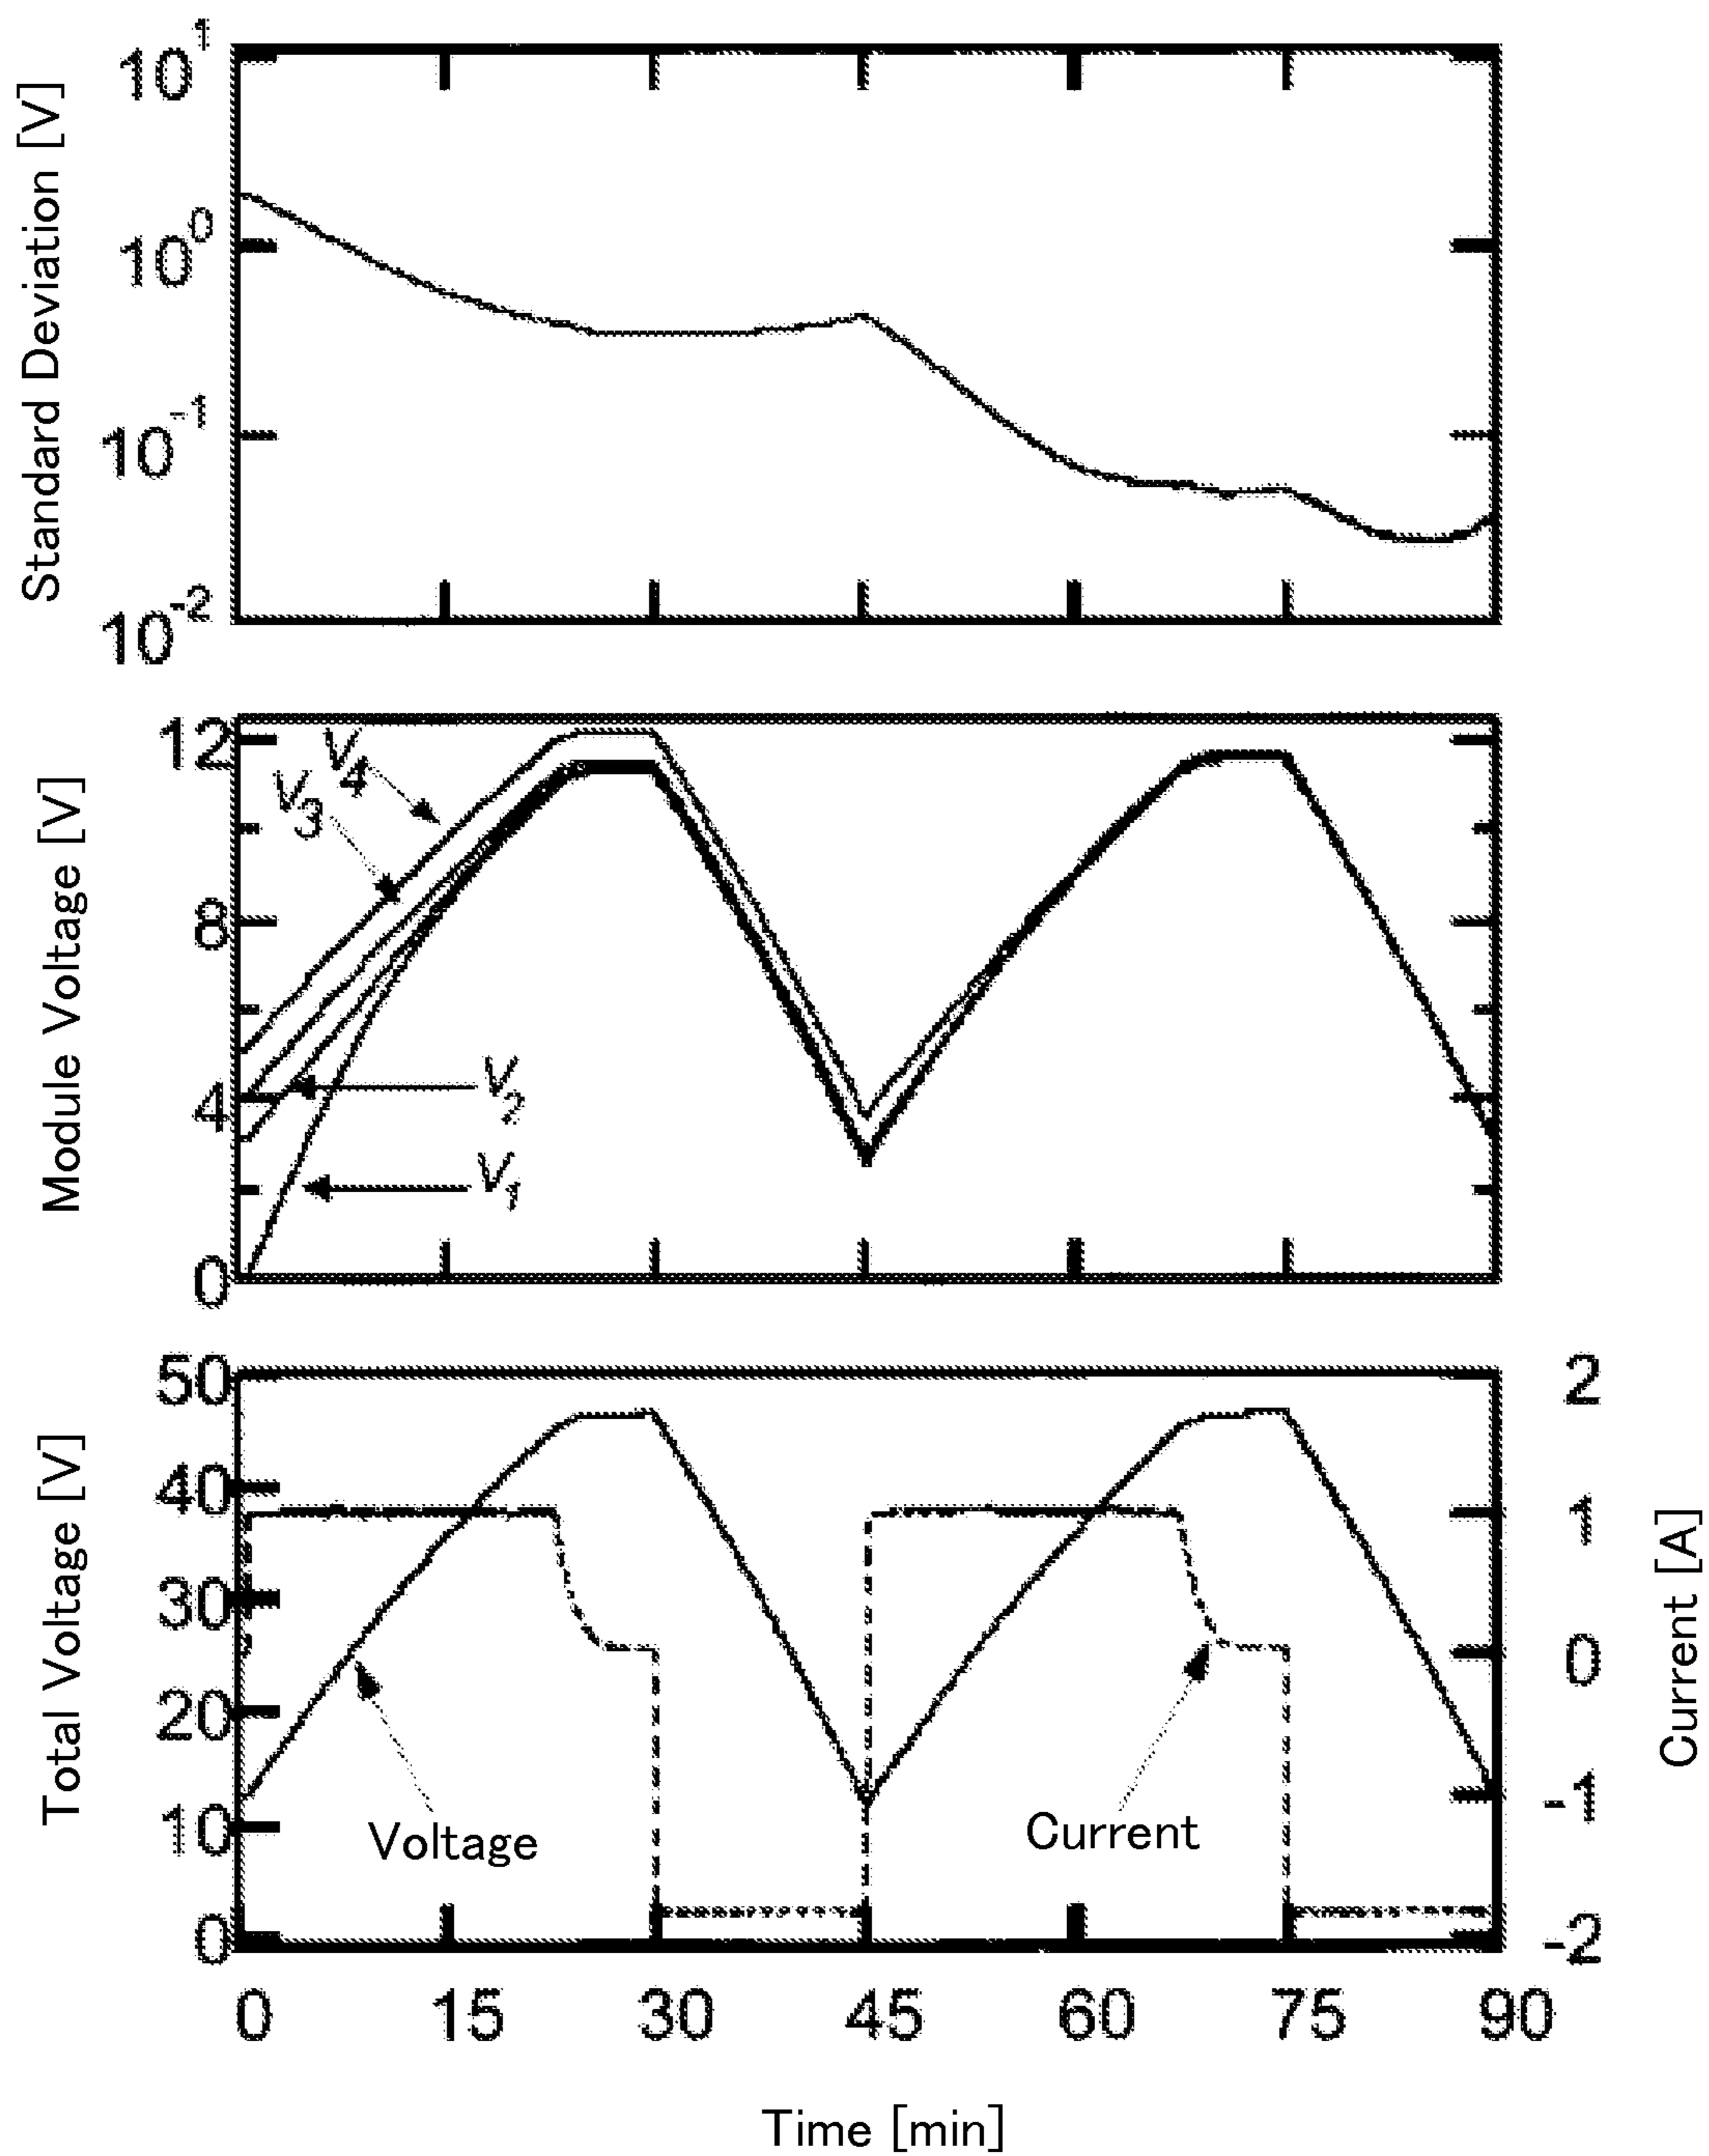 Standard Deviation [V]
10^1
10^0
10^-1
10^-2
Module Voltage [V]
12
8
4
0
V4
V3
V2
V1
Total Voltage [V]
50
40
30
20
10
0
Voltage
Current
2
1
0
-1
-2
Current [A]
0 15 30 45 60 75 90
Time [min]